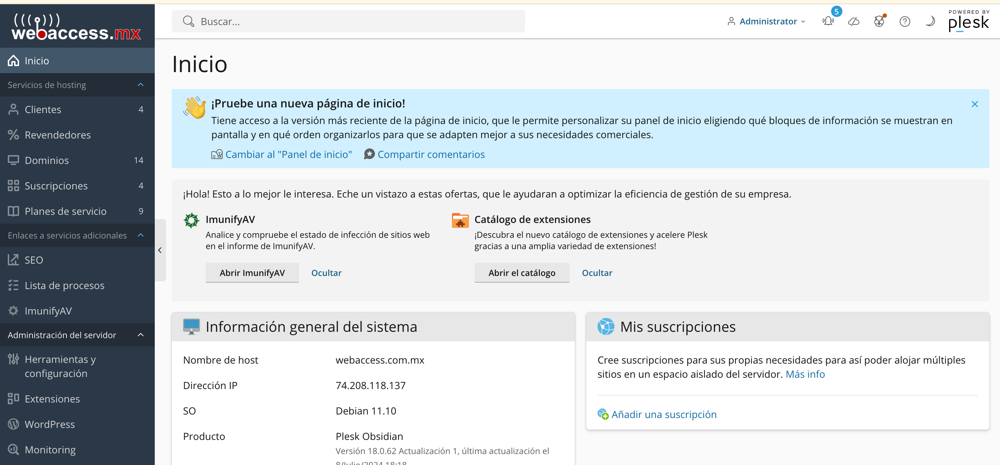 webaccess.mx
Buscar...
Administrator
5
POWERED BY
plesk
Inicio
Servicios de hosting
Clientes 4
Revendedores
Dominios 14
Suscripciones 4
Planes de servicio 9
Enlaces a servicios adicionales
SEO
Lista de procesos
ImunifyAV
Administración del servidor
Herramientas y
configuración
Extensiones
WordPress
Monitoring
Inicio
¡Pruebe una nueva página de inicio!
Tiene acceso a la versión más reciente de la página de inicio, que le permite personalizar su panel de inicio eligiendo qué bloques de información se muestran en
pantalla y en qué orden organizarlos para que se adapten mejor a sus necesidades comerciales.
Cambiar al "Panel de inicio" Compartir comentarios
¡Hola! Esto a lo mejor le interesa. Eche un vistazo a estas ofertas, que le ayudaran a optimizar la eficiencia de gestión de su empresa.
ImunifyAV
Analice y compruebe el estado de infección de sitios web
en el informe de ImunifyAV.
Abrir ImunifyAV Ocultar
Catálogo de extensiones
¡Descubra el nuevo catálogo de extensiones y acelere Plesk
gracias a una amplia variedad de extensiones!
Abrir el catálogo Ocultar
Información general del sistema
Nombre de host webaccess.com.mx
Dirección IP 74.208.118.137
SO Debian 11.10
Producto Plesk Obsidian
Versión 18.0.62 Actualización 1, última actualización el
8/Julio/2024 18:18
Mis suscripciones
Cree suscripciones para sus propias necesidades para así poder alojar múltiples
sitios en un espacio aislado del servidor. Más info
Añadir una suscripción